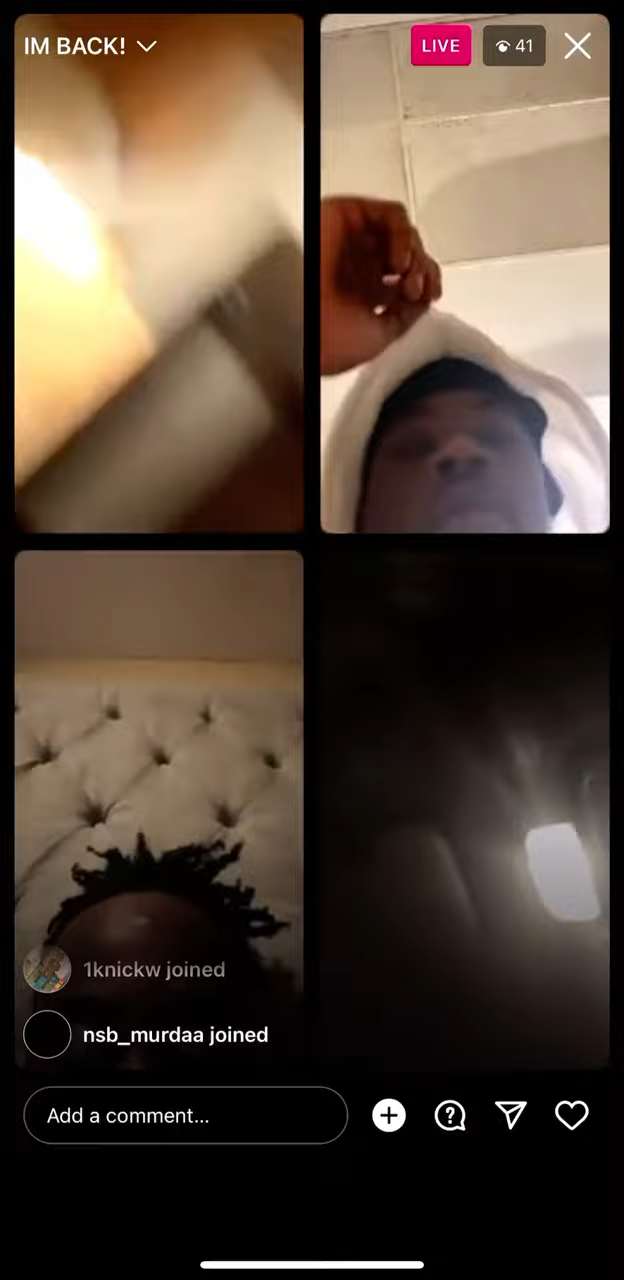 IM BACK!
LIVE
41
1knickw joined
nsb_murdaa joined
Add a comment...